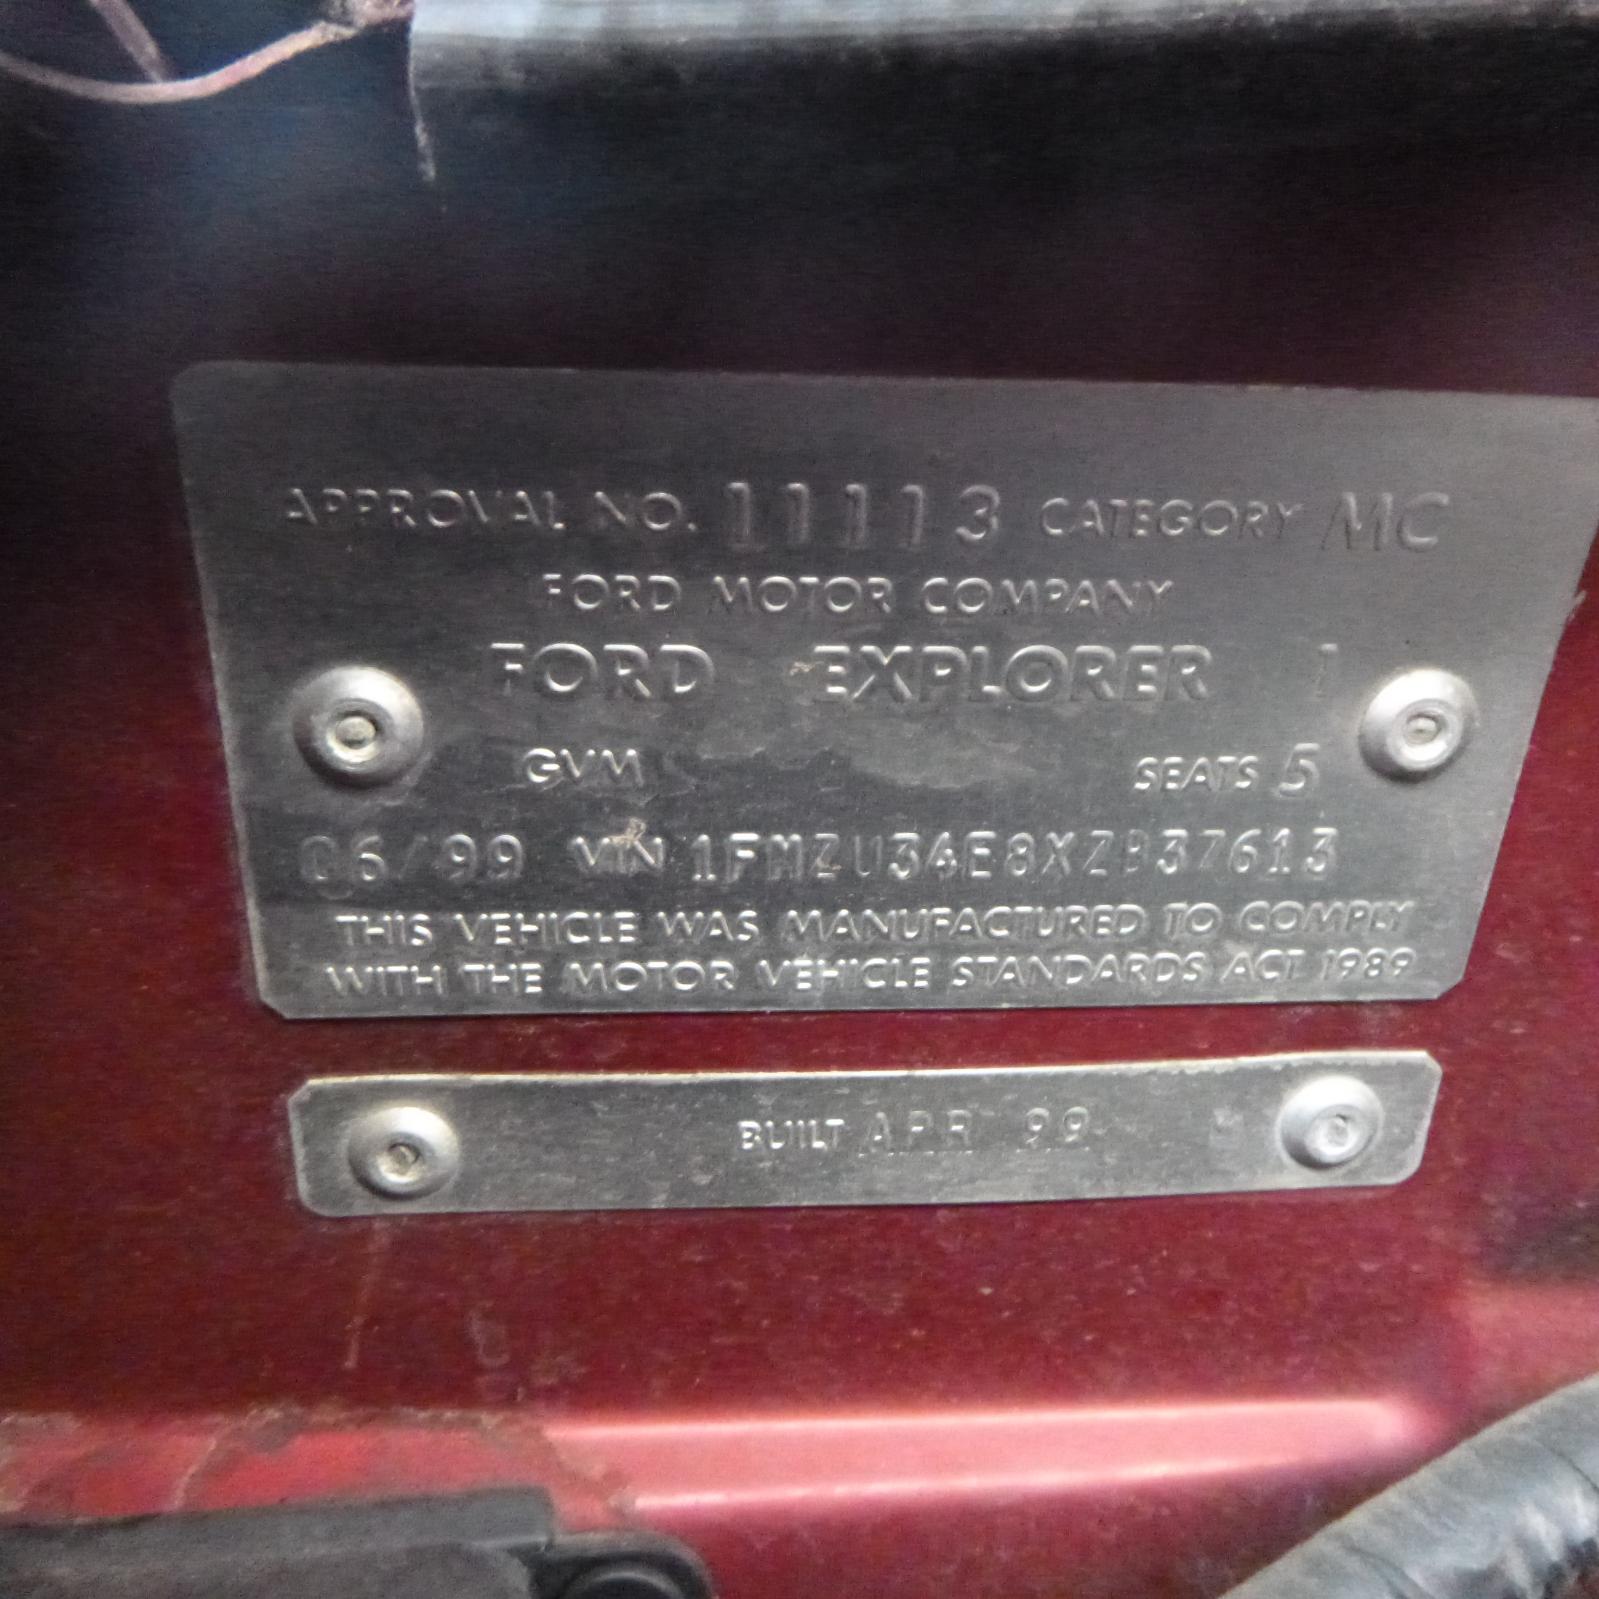 APPROVAL NO. 11113 CATEGORY MC
FORD MOTOR COMPANY
FORD EXPLORER 1
GVM SEATS 5
06/99 VIN 1FMZU34E8XZB37613
THIS VEHICLE WAS MANUFACTURED TO COMPLY
WITH THE MOTOR VEHICLE STANDARDS ACT 1989
BUILT APR 99